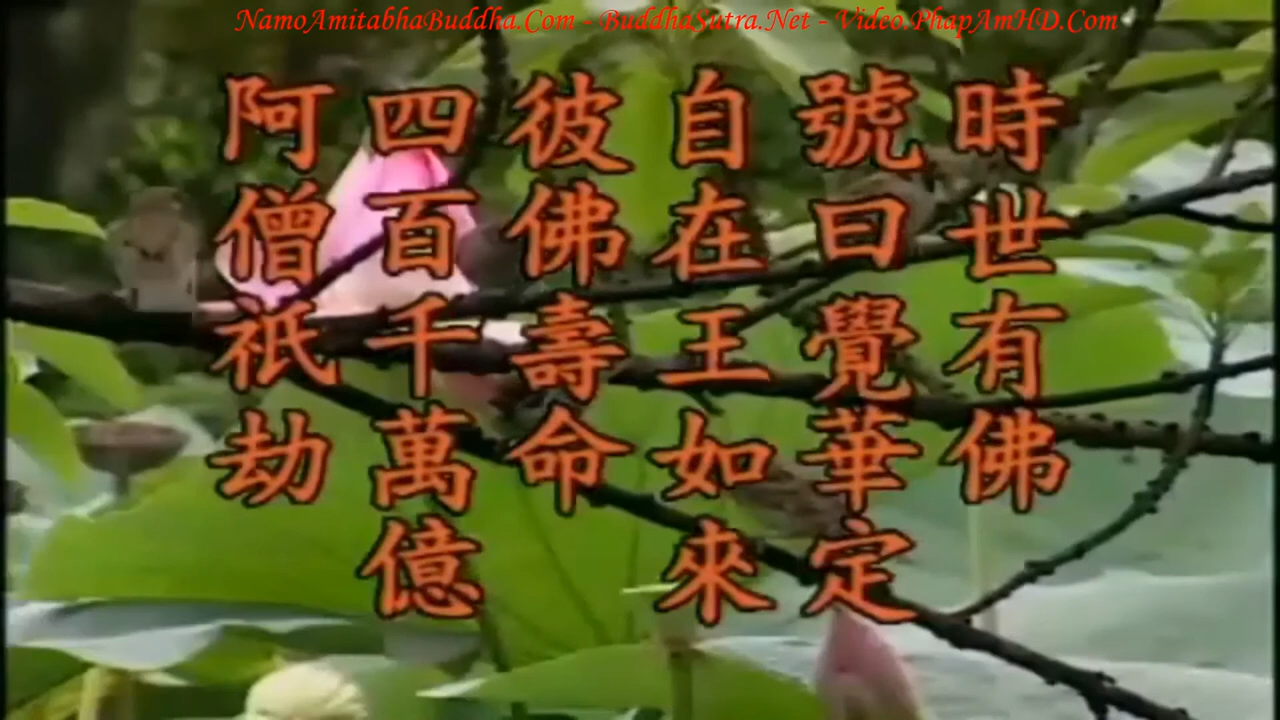 NamoAmitabhaBuddha.Com - BuddhaSutra.Net - Video.PhapAmHD.Com
時世有佛
號曰覺華定
自在王如來
彼佛壽命
四百千萬億
阿僧祇劫